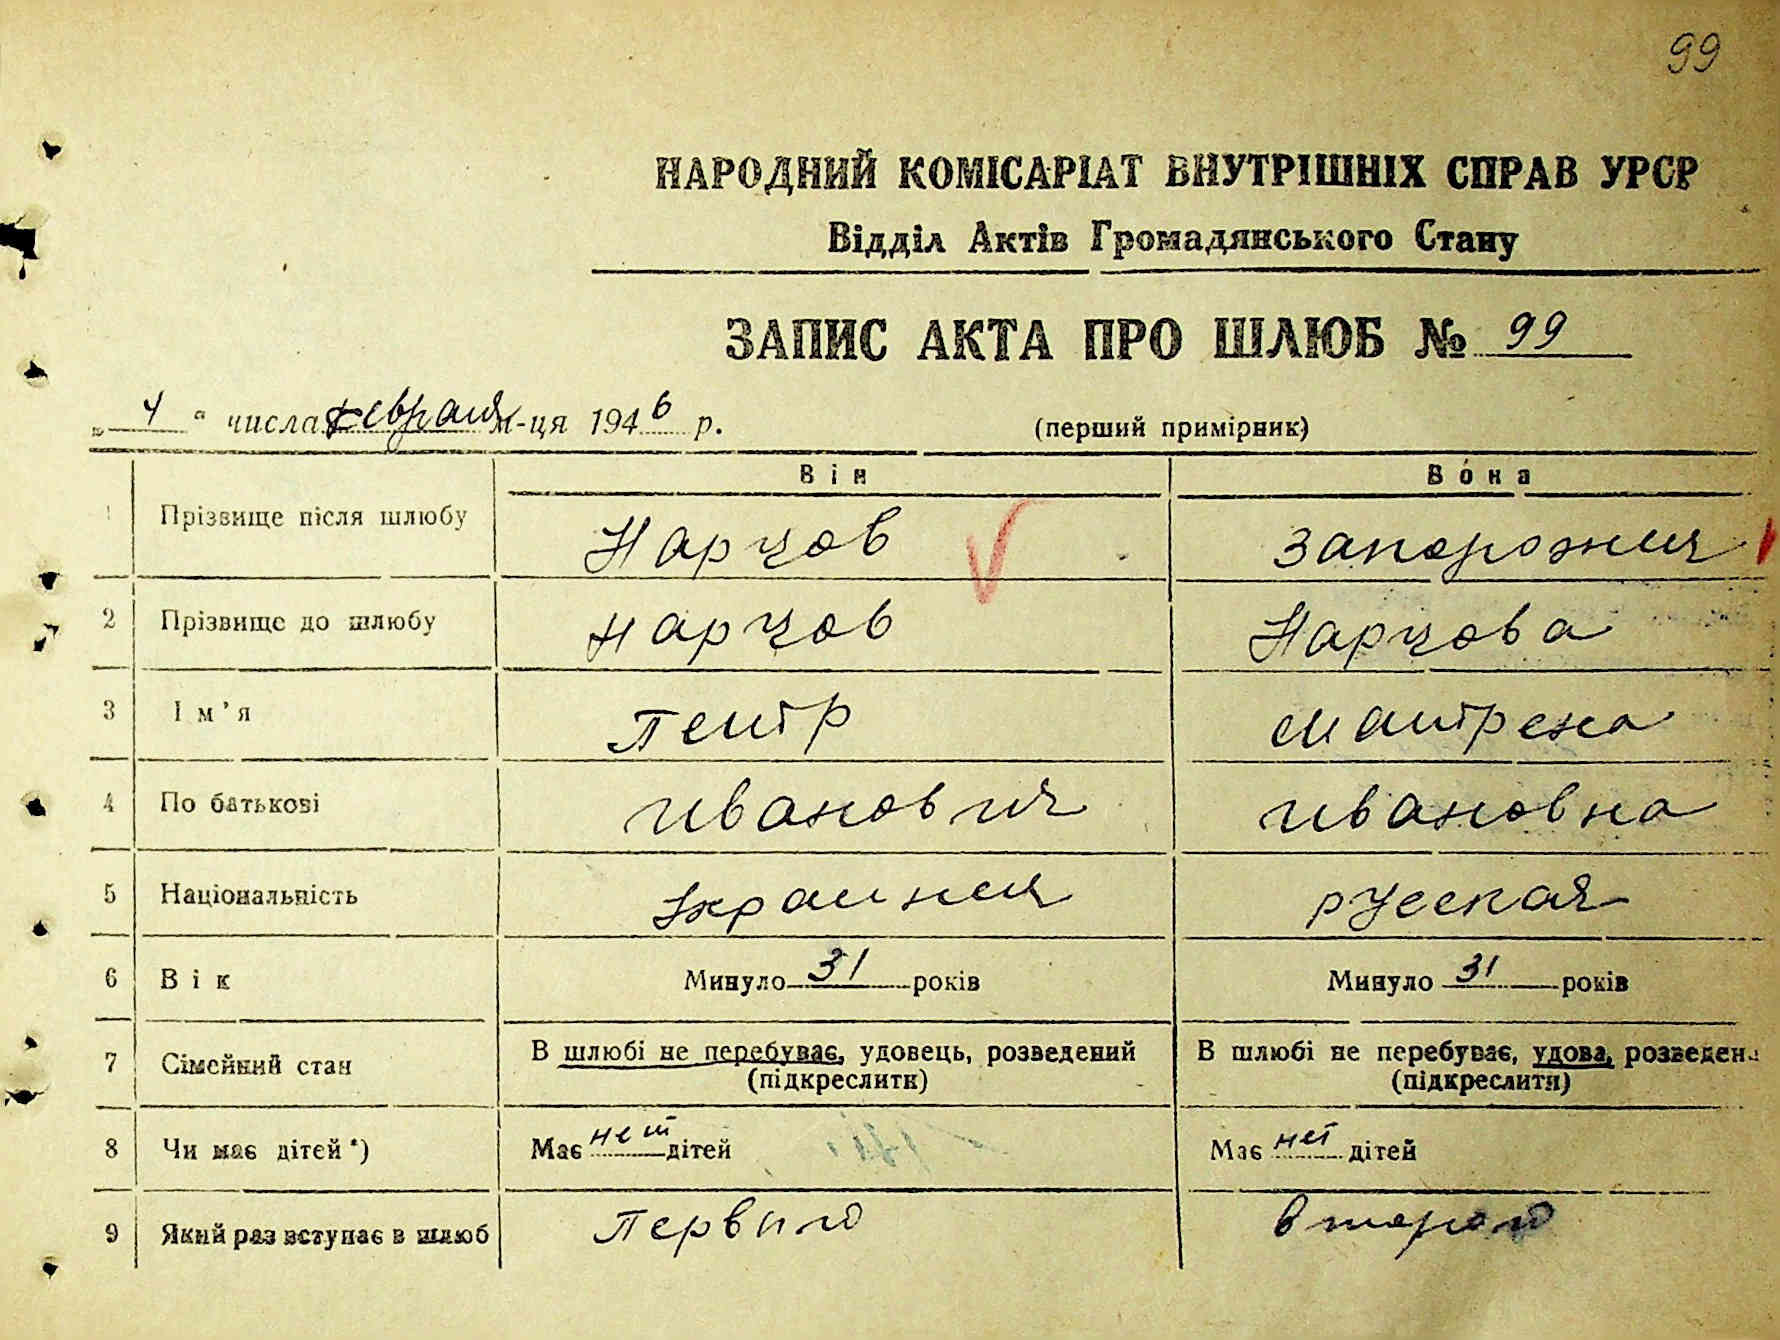 99
НАРОДНИЙ КОМІСАРІАТ ВНУТРІШНІХ СПРАВ УРСР
Відділ Актів Громадянського Стану
ЗАПИС АКТА ПРО ШЛЮБ № 99
„ 4 “ числа февраля м-ця 1946 р. (перший примірник)
Він Вона
1 Прізвище після шлюбу Нарчов Запорожец
2 Прізвище до шлюбу Нарчов Нарчова
3 Ім’я Петр Матрена
4 По батькові Иванович Ивановна
5 Національність украинец русская
6 Вік Минуло 31 років Минуло 31 років
7 Сімейний стан В шлюбі не перебуває, удовець, розведений В шлюбі не перебуває, удова, розведена
(підкреслити) (підкреслити)
8 Чи має дітей*) Має нет дітей Має нет дітей
9 Який раз вступає в шлюб Первый второй